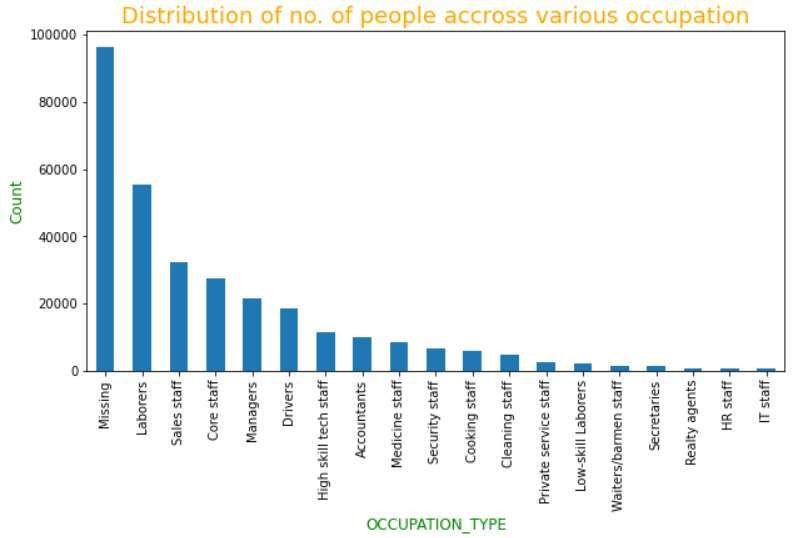 Distribution of no. of people accross various occupation
100000
80000
60000
40000
20000
0
Count
Missing
Laborers
Sales staff
Core staff
Managers
Drivers
High skill tech staff
Accountants
Medicine staff
Security staff
Cooking staff
Cleaning staff
Private service staff
Low-skill Laborers
Waiters/barmen staff
Secretaries
Realty agents
HR staff
IT staff
OCCUPATION_TYPE